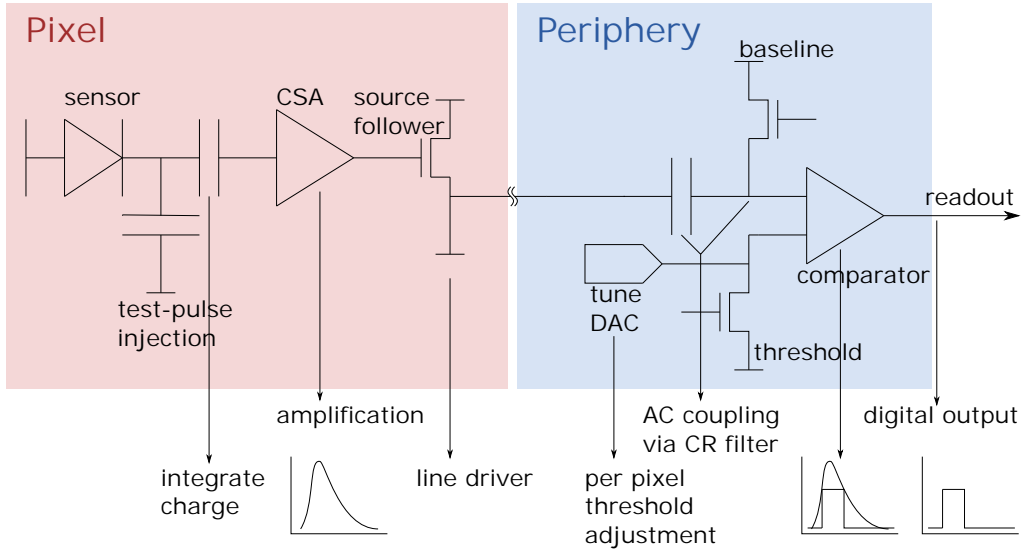 Pixel
Periphery
baseline
sensor
CSA
source
follower
readout
comparator
test-pulse
injection
tune
DAC
threshold
amplification
AC coupling
via CR filter
digital output
integrate
charge
line driver
per pixel
threshold
adjustment